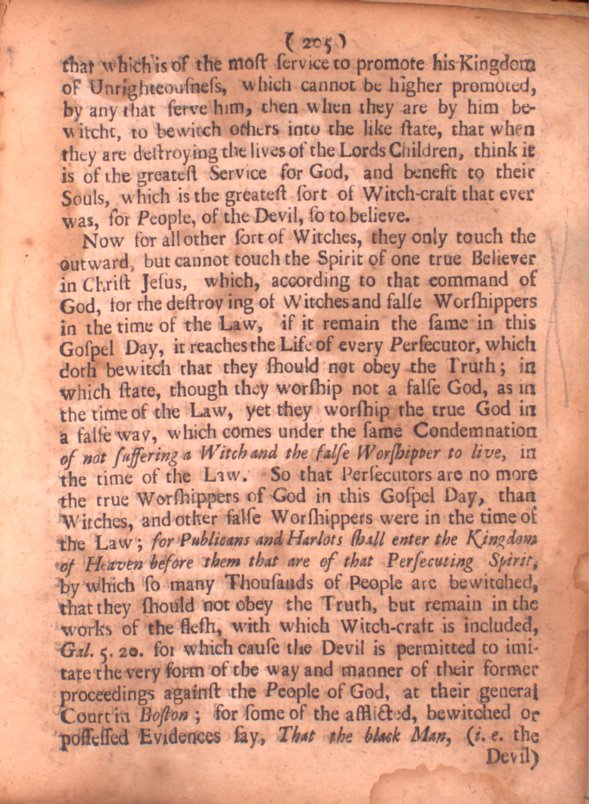 ( 205 )
that which is of the moſt ſervice to promote his Kingdom
of Unrighteouſneſs, which cannot be higher promoted,
by any that ſerve him, then when they are by him be-
witcht, to bewitch others into the like ſtate, that when
they are deſtroying the lives of the Lords Children, think it
is of the greateſt Service for God, and benefit to their
Souls, which is the greateſt ſort of Witch-craft that ever
was, for People, of the Devil, ſo to believe.
Now for all other ſort of Witches, they only touch the
outward, but cannot touch the Spirit of one true Believer
in Chriſt Jeſus, which, according to that command of
God, for the deſtroying of Witches and falſe Worſhippers
in the time of the Law, if it remain the ſame in this
Goſpel Day, it reaches the Life of every Perſecutor, which
doth bewitch that they ſhould not obey the Truth; in
which ſtate, though they worſhip not a falſe God, as in
the time of the Law, yet they worſhip the true God in
a falſe way, which comes under the ſame Condemnation
of not ſuffering a Witch and the falſe Worſhipper to live, in
the time of the Law. So that Perſecutors are no more
the true Worſhippers of God in this Goſpel Day, than
Witches, and other falſe Worſhippers were in the time of
the Law; for Publicans and Harlots ſhall enter the Kingdom
of Heaven before them that are of that Perſecuting Spirit,
by which ſo many Thouſands of People are bewitched,
that they ſhould not obey the Truth, but remain in the
works of the fleſh, with which Witch-craft is included,
Gal. 5. 20. for which cauſe the Devil is permitted to imi-
tate the very form of the way and manner of their former
proceedings againſt the People of God, at their general
Court in Boſton; for ſome of the afflicted, bewitched or
poſſeſſed Evidences ſay, That the black Man, (i. e. the
Devil)